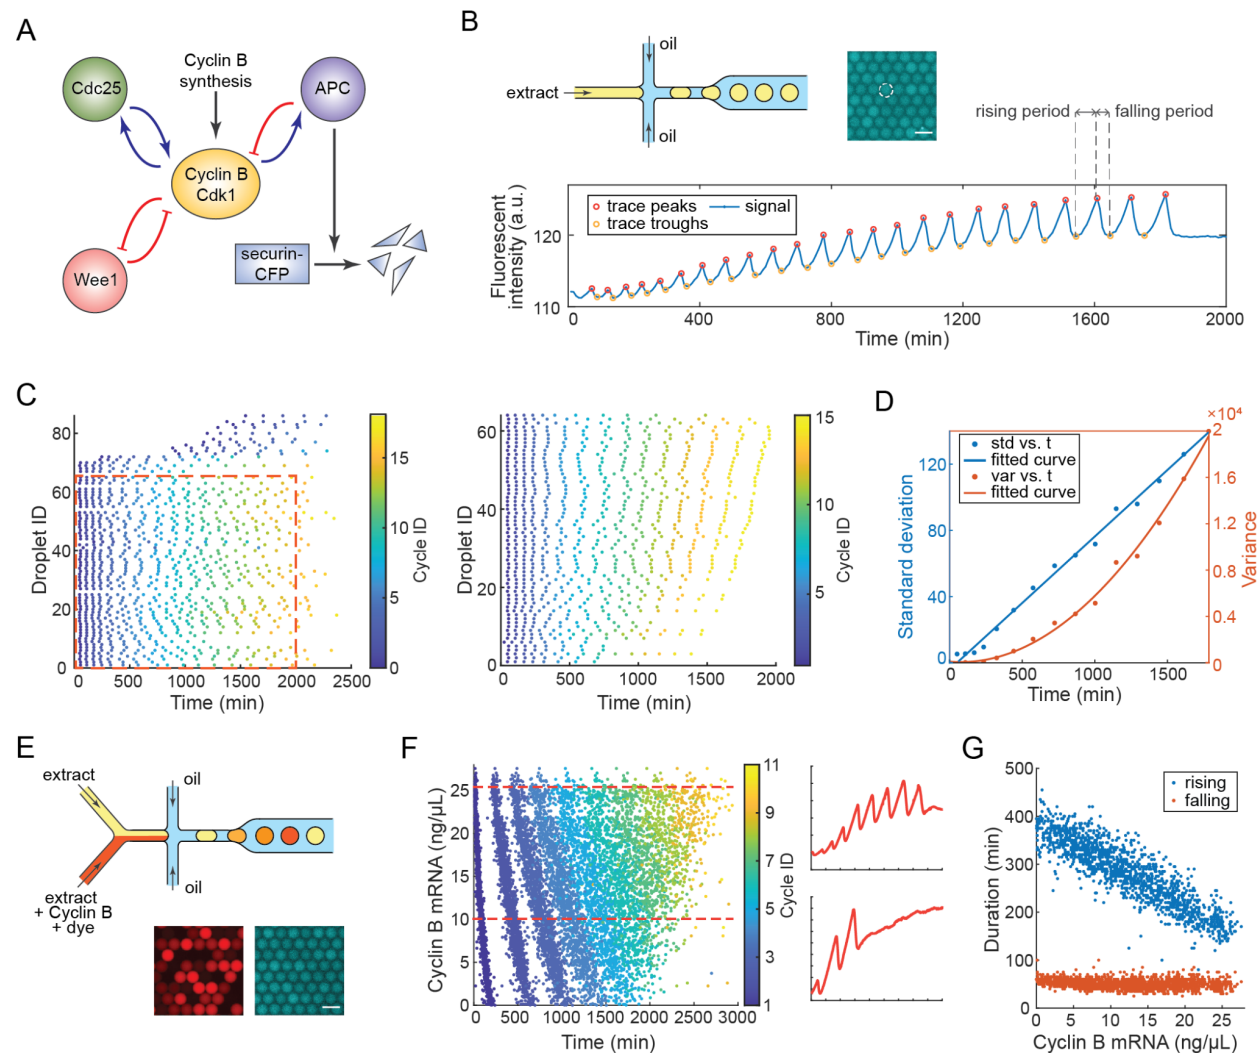 A
Cdc25
Cyclin B
synthesis
APC
Cyclin B
Cdk1
Wee1
securin-
CFP
B
oil
extract
oil
rising period
falling period
trace peaks
signal
trace troughs
Fluorescent
intensity (a.u.)
120
110
0
400
800
1200
1600
2000
Time (min)
C
Droplet ID
80
60
40
20
0
0
500
1000
1500
2000
2500
Time (min)
15
10
5
0
Cycle ID
Droplet ID
60
40
20
0
0
500
1000
1500
2000
Time (min)
15
10
5
Cycle ID
D
×10⁴
std vs. t
fitted curve
var vs. t
fitted curve
Standard deviation
120
80
40
0
2
1.6
1.2
0.8
0.4
0
Variance
0
500
1000
1500
Time (min)
E
extract
oil
oil
extract
+ Cyclin B
+ dye
F
Cyclin B mRNA (ng/μL)
25
20
15
10
5
0
0
500
1000
1500
2000
2500
3000
Time (min)
11
9
7
5
3
1
Cycle ID
G
rising
falling
Duration (min)
500
400
300
200
100
0
0
5
10
15
20
25
Cyclin B mRNA (ng/μL)